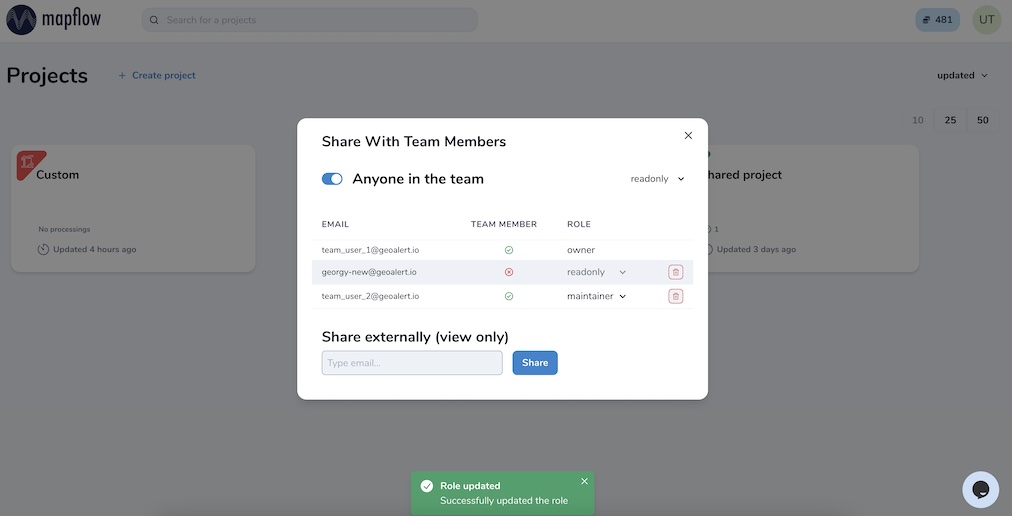 mapflow
Search for a projects
481
UT
Projects
+ Create project
updated
10 25 50
Custom
No processings
Updated 4 hours ago
hared project
1
Updated 3 days ago
Share With Team Members
Anyone in the team
readonly
EMAIL TEAM MEMBER ROLE
team_user_1@geoalert.io owner
georgy-new@geoalert.io readonly
team_user_2@geoalert.io maintainer
Share externally (view only)
Type email...
Share
Role updated
Successfully updated the role